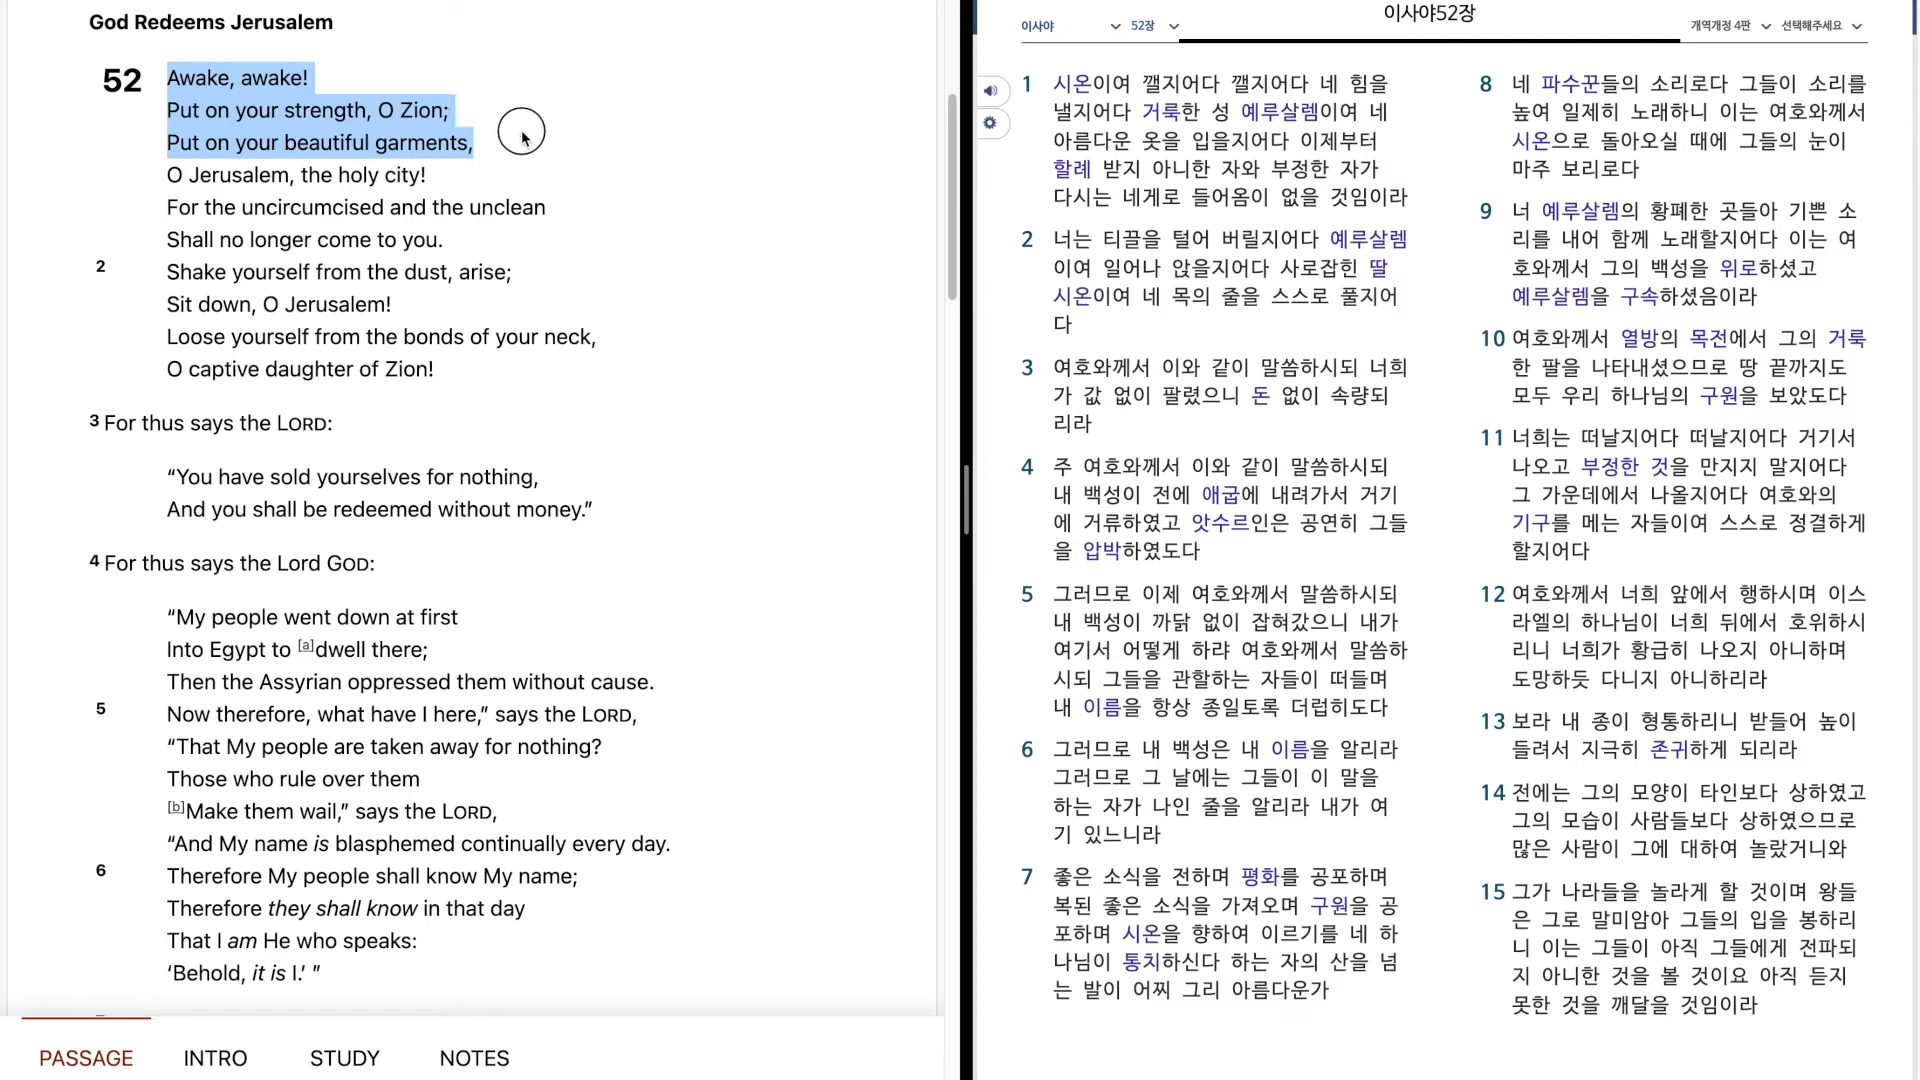 God Redeems Jerusalem
52 Awake, awake!
Put on your strength, O Zion;
Put on your beautiful garments,
O Jerusalem, the holy city!
For the uncircumcised and the unclean
Shall no longer come to you.
2 Shake yourself from the dust, arise;
Sit down, O Jerusalem!
Loose yourself from the bonds of your neck,
O captive daughter of Zion!
3 For thus says the LORD:
“You have sold yourselves for nothing,
And you shall be redeemed without money.”
4 For thus says the Lord GOD:
“My people went down at first
Into Egypt to [a]dwell there;
Then the Assyrian oppressed them without cause.
5 Now therefore, what have I here,” says the LORD,
“That My people are taken away for nothing?
Those who rule over them
[b]Make them wail,” says the LORD,
“And My name is blasphemed continually every day.
6 Therefore My people shall know My name;
Therefore they shall know in that day
That I am He who speaks:
‘Behold, it is I.’ ”
PASSAGE INTRO STUDY NOTES
이사야52장
이사야 52장 개역개정 4판 선택해주세요
1 시온이여 깰지어다 깰지어다 네 힘을
낼지어다 거룩한 성 예루살렘이여 네
아름다운 옷을 입을지어다 이제부터
할례 받지 아니한 자와 부정한 자가
다시는 네게로 들어옴이 없을 것임이라
2 너는 티끌을 털어 버릴지어다 예루살렘
이여 일어나 앉을지어다 사로잡힌 딸
시온이여 네 목의 줄을 스스로 풀지어
다
3 여호와께서 이와 같이 말씀하시되 너희
가 값 없이 팔렸으니 돈 없이 속량되
리라
4 주 여호와께서 이와 같이 말씀하시되
내 백성이 전에 애굽에 내려가서 거기
에 거류하였고 앗수르인은 공연히 그들
을 압박하였도다
5 그러므로 이제 여호와께서 말씀하시되
내 백성이 까닭 없이 잡혀갔으니 내가
여기서 어떻게 하랴 여호와께서 말씀하
시되 그들을 관할하는 자들이 떠들며
내 이름을 항상 종일토록 더럽히도다
6 그러므로 내 백성은 내 이름을 알리라
그러므로 그 날에는 그들이 이 말을
하는 자가 나인 줄을 알리라 내가 여
기 있느니라
7 좋은 소식을 전하며 평화를 공포하며
복된 좋은 소식을 가져오며 구원을 공
포하며 시온을 향하여 이르기를 네 하
나님이 통치하신다 하는 자의 산을 넘
는 발이 어찌 그리 아름다운가
8 네 파수꾼들의 소리로다 그들이 소리를
높여 일제히 노래하니 이는 여호와께서
시온으로 돌아오실 때에 그들의 눈이
마주 보리로다
9 너 예루살렘의 황폐한 곳들아 기쁜 소
리를 내어 함께 노래할지어다 이는 여
호와께서 그의 백성을 위로하셨고
예루살렘을 구속하셨음이라
10 여호와께서 열방의 목전에서 그의 거룩
한 팔을 나타내셨으므로 땅 끝까지도
모두 우리 하나님의 구원을 보았도다
11 너희는 떠날지어다 떠날지어다 거기서
나오고 부정한 것을 만지지 말지어다
그 가운데에서 나올지어다 여호와의
기구를 메는 자들이여 스스로 정결하게
할지어다
12 여호와께서 너희 앞에서 행하시며 이스
라엘의 하나님이 너희 뒤에서 호위하시
리니 너희가 황급히 나오지 아니하며
도망하듯 다니지 아니하리라
13 보라 내 종이 형통하리니 받들어 높이
들려서 지극히 존귀하게 되리라
14 전에는 그의 모양이 타인보다 상하였고
그의 모습이 사람들보다 상하였으므로
많은 사람이 그에 대하여 놀랐거니와
15 그가 나라들을 놀라게 할 것이며 왕들
은 그로 말미암아 그들의 입을 봉하리
니 이는 그들이 아직 그들에게 전파되
지 아니한 것을 볼 것이요 아직 듣지
못한 것을 깨달을 것임이라